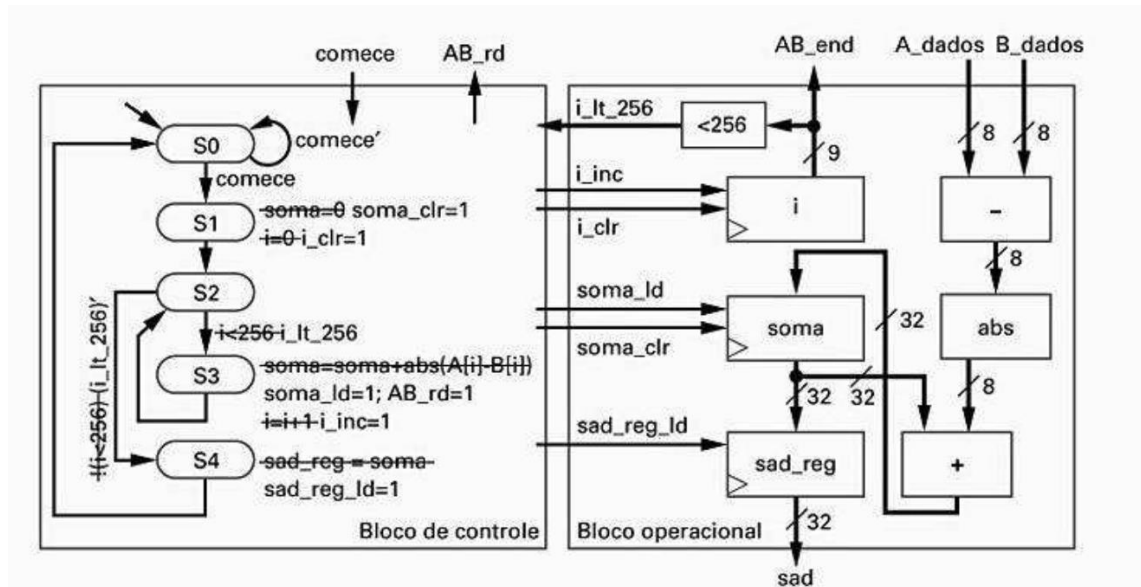 comece
AB_rd
S0
comece′
comece
S1
soma=0 soma_clr=1
i=0 i_clr=1
S2
i<256 i_lt_256
!(i<256) (i_lt_256)′
S3
soma=soma+abs(A[i]-B[i])
soma_ld=1; AB_rd=1
i=i+1 i_inc=1
S4
sad_reg = soma
sad_reg_ld=1
Bloco de controle
AB_end
A_dados B_dados
i_lt_256
<256
8
8
9
i_inc
i
i_clr
-
8
soma_ld
soma
soma_clr
32
abs
32
32
8
sad_reg_ld
sad_reg
+
32
Bloco operacional
sad